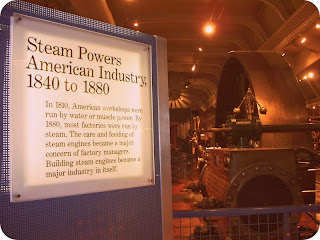 Steam Powers
American Industry,
1840 to 1880
In 1810, American workshops were
run by water or muscle power. By
1880, most factories were run by
steam. The care and feeding of
steam engines became a major
concern of factory managers.
Building steam engines became a
major industry in itself.